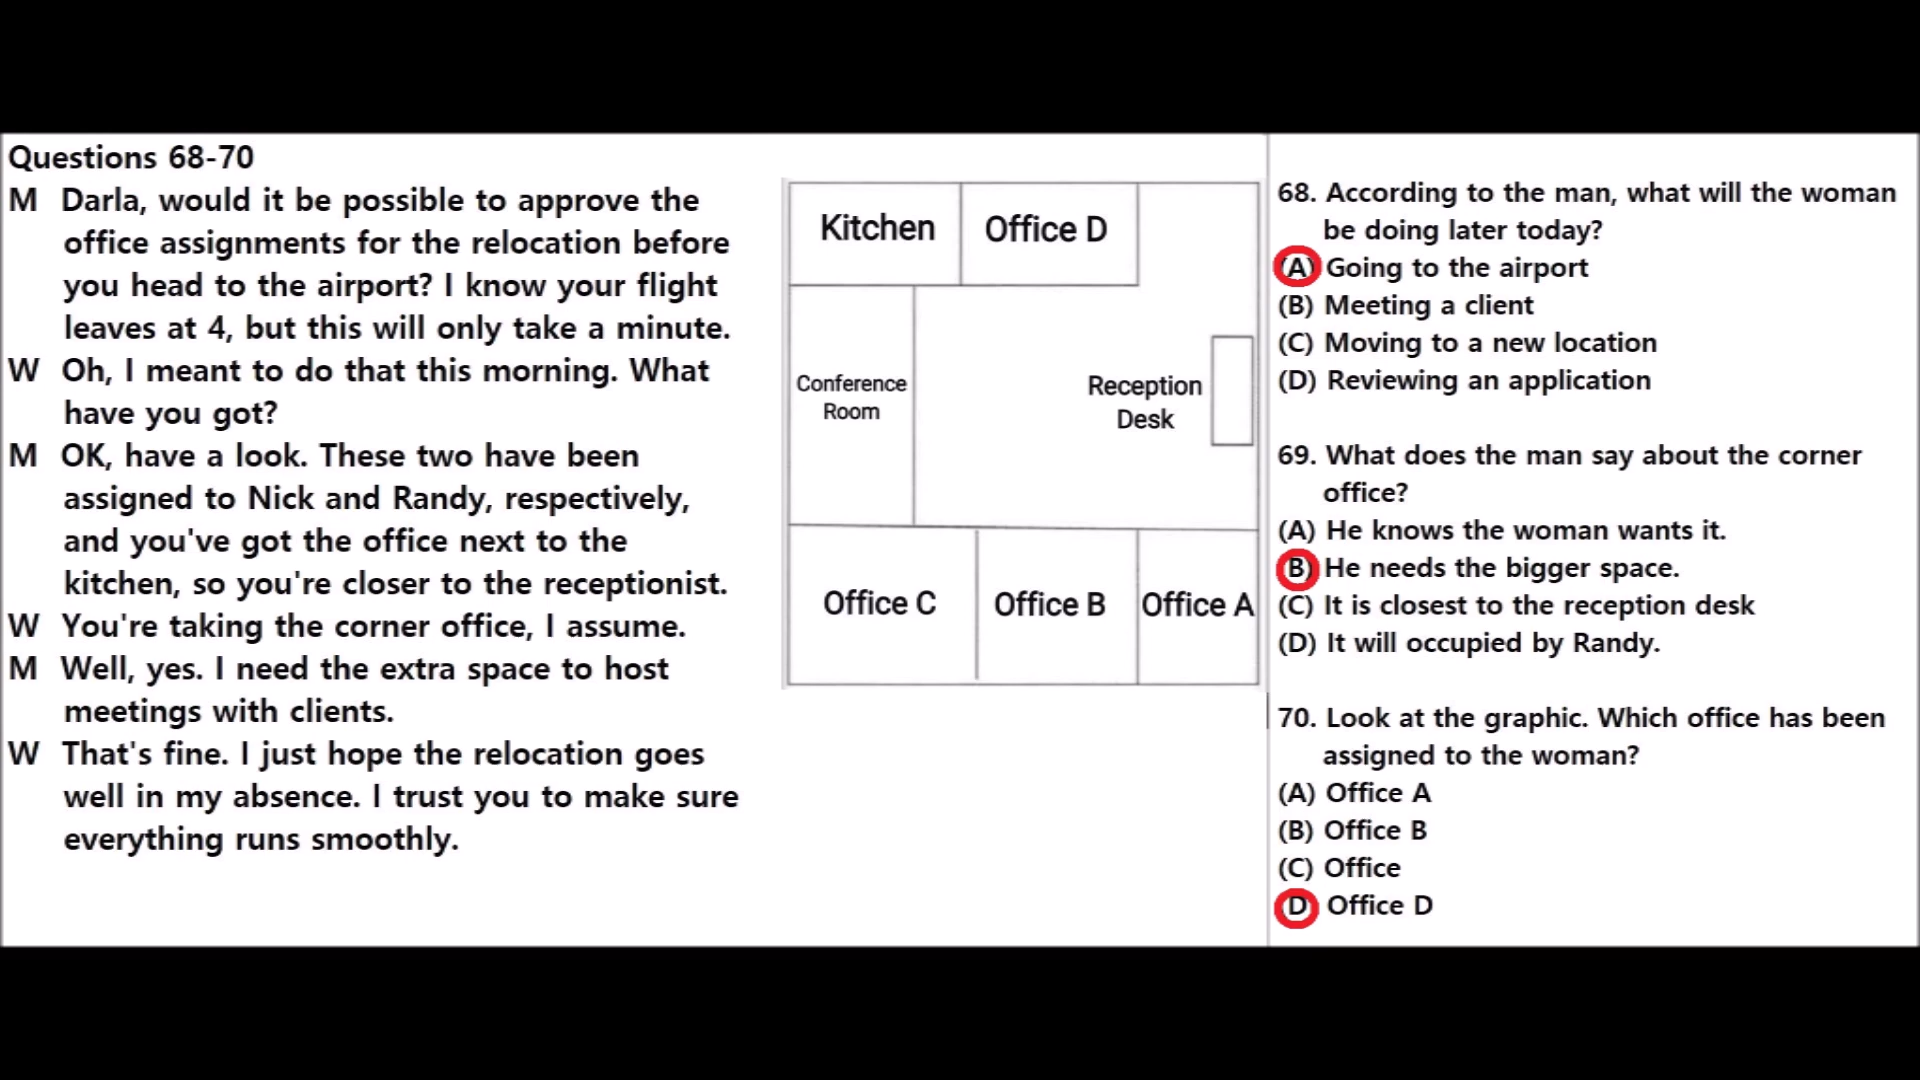 Questions 68-70
M Darla, would it be possible to approve the
office assignments for the relocation before
you head to the airport? I know your flight
leaves at 4, but this will only take a minute.
W Oh, I meant to do that this morning. What
have you got?
M OK, have a look. These two have been
assigned to Nick and Randy, respectively,
and you've got the office next to the
kitchen, so you're closer to the receptionist.
W You're taking the corner office, I assume.
M Well, yes. I need the extra space to host
meetings with clients.
W That's fine. I just hope the relocation goes
well in my absence. I trust you to make sure
everything runs smoothly.
Kitchen
Office D
Conference
Room
Reception
Desk
Office C
Office B
Office A
68. According to the man, what will the woman
be doing later today?
(A) Going to the airport
(B) Meeting a client
(C) Moving to a new location
(D) Reviewing an application
69. What does the man say about the corner
office?
(A) He knows the woman wants it.
(B) He needs the bigger space.
(C) It is closest to the reception desk
(D) It will occupied by Randy.
70. Look at the graphic. Which office has been
assigned to the woman?
(A) Office A
(B) Office B
(C) Office
(D) Office D